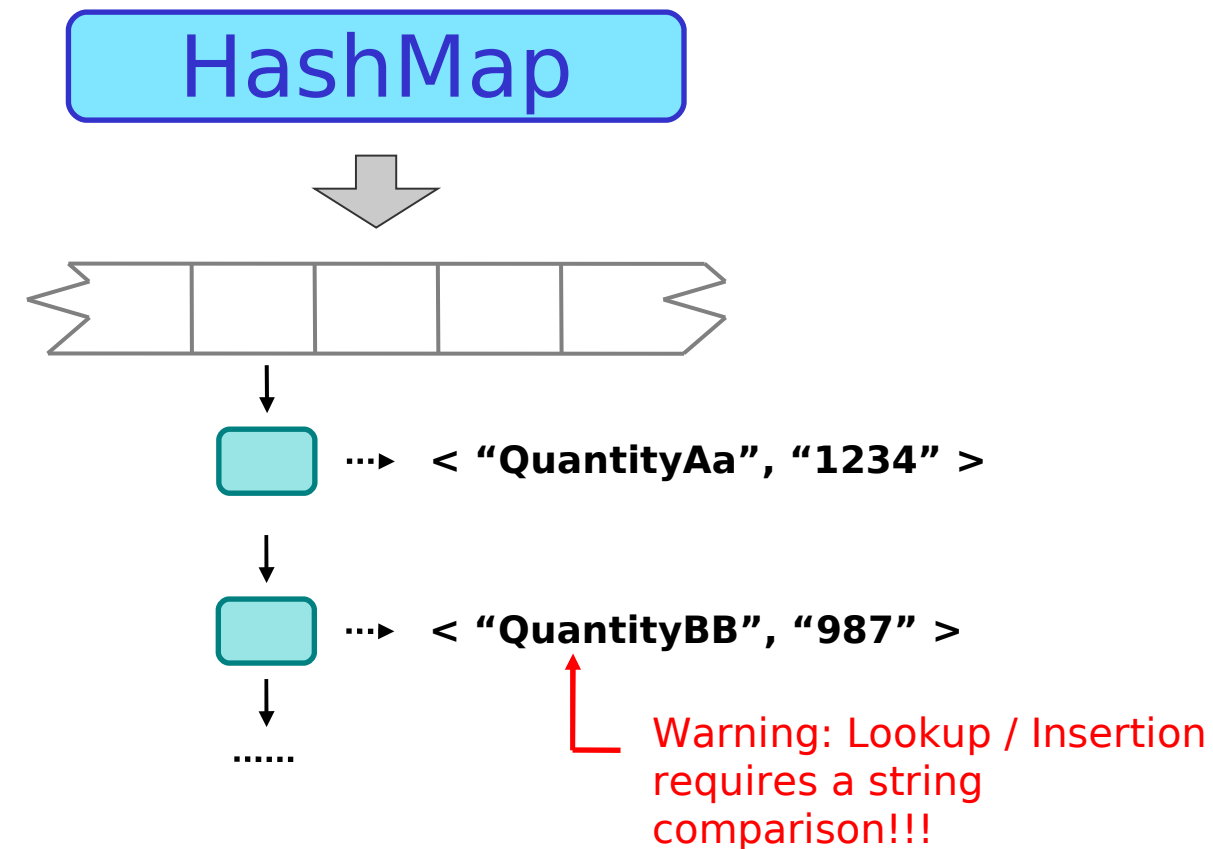 HashMap
< “QuantityAa”, “1234” >
< “QuantityBB”, “987” >
Warning: Lookup / Insertion
requires a string
comparison!!!
......